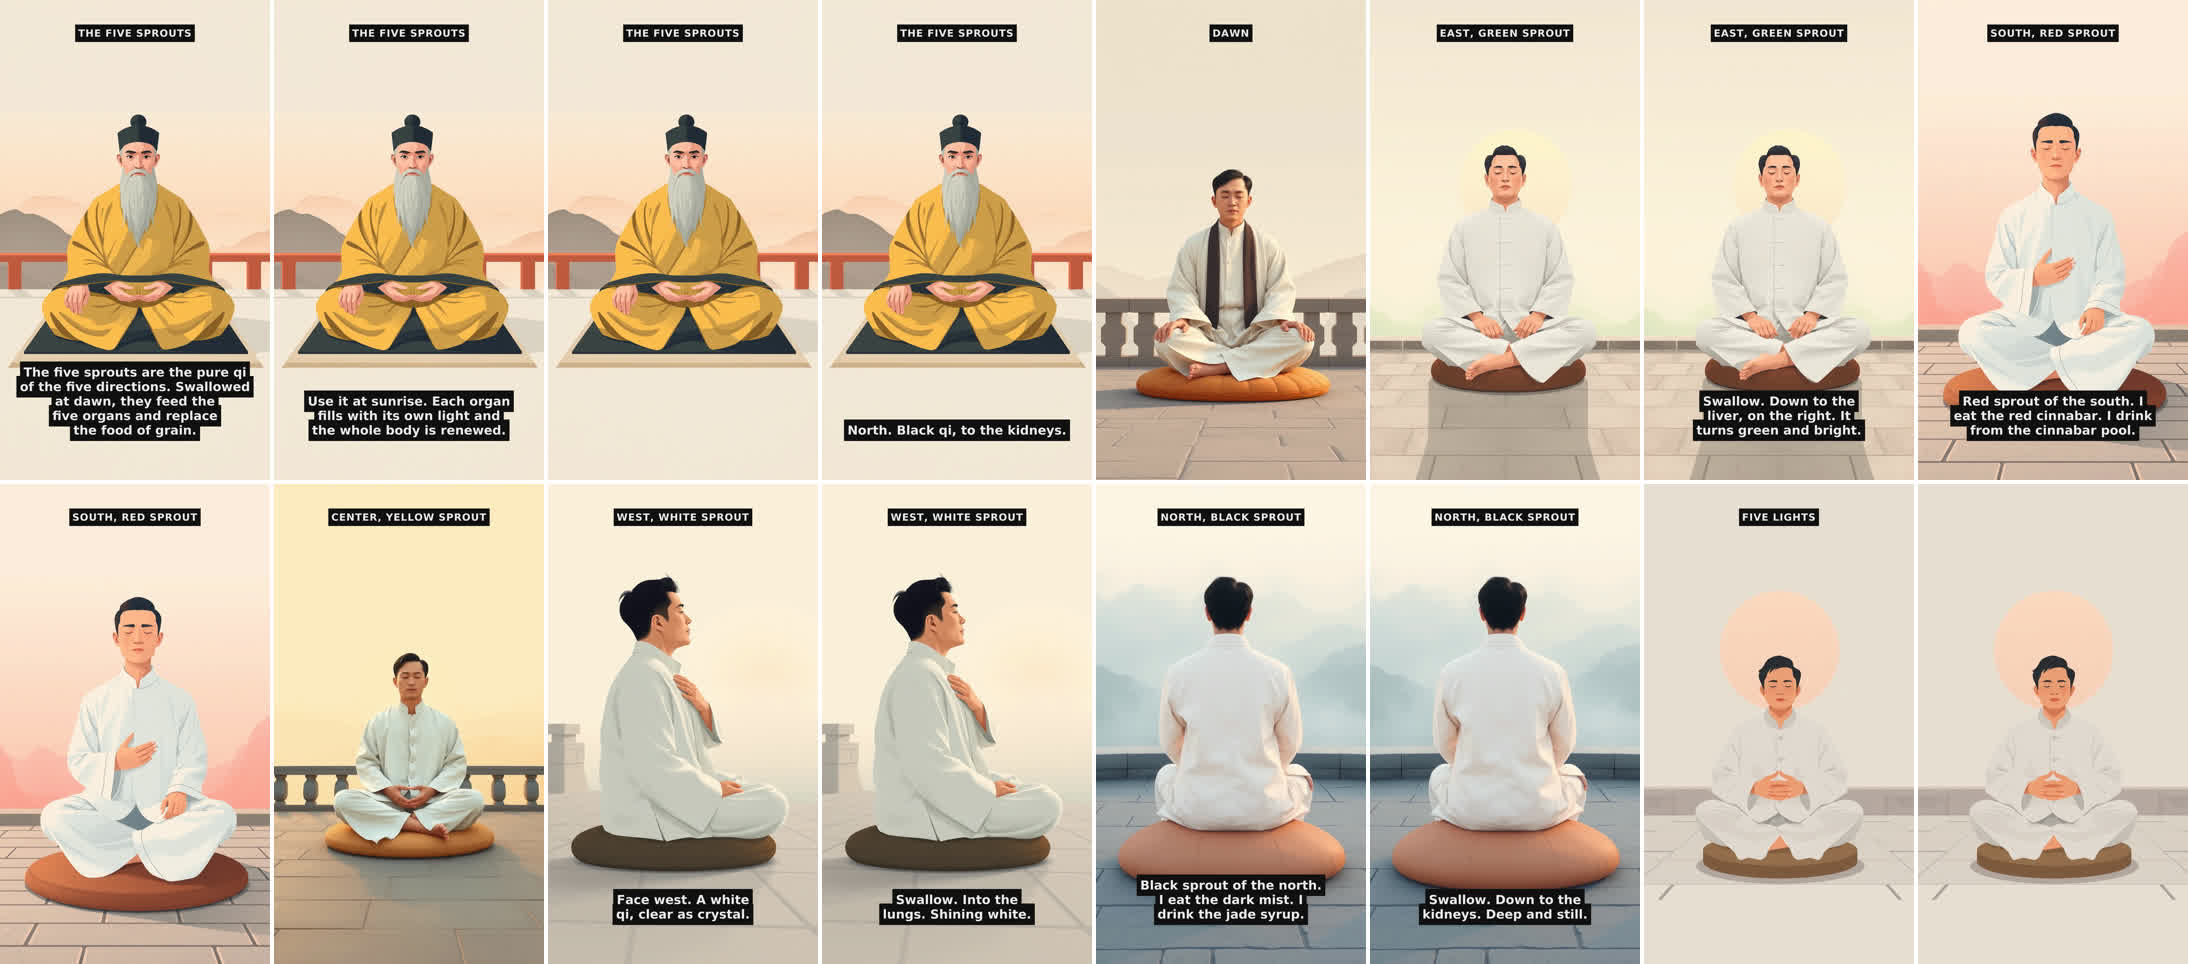 THE FIVE SPROUTS
The five sprouts are the pure qi
of the five directions. Swallowed
at dawn, they feed the
five organs and replace
the food of grain.
THE FIVE SPROUTS
Use it at sunrise. Each organ
fills with its own light and
the whole body is renewed.
THE FIVE SPROUTS
THE FIVE SPROUTS
North. Black qi, to the kidneys.
DAWN
EAST, GREEN SPROUT
EAST, GREEN SPROUT
Swallow. Down to the
liver, on the right. It
turns green and bright.
SOUTH, RED SPROUT
Red sprout of the south. I
eat the red cinnabar. I drink
from the cinnabar pool.
SOUTH, RED SPROUT
CENTER, YELLOW SPROUT
WEST, WHITE SPROUT
Face west. A white
qi, clear as crystal.
WEST, WHITE SPROUT
Swallow. Into the
lungs. Shining white.
NORTH, BLACK SPROUT
Black sprout of the north.
I eat the dark mist. I
drink the jade syrup.
NORTH, BLACK SPROUT
Swallow. Down to the
kidneys. Deep and still.
FIVE LIGHTS